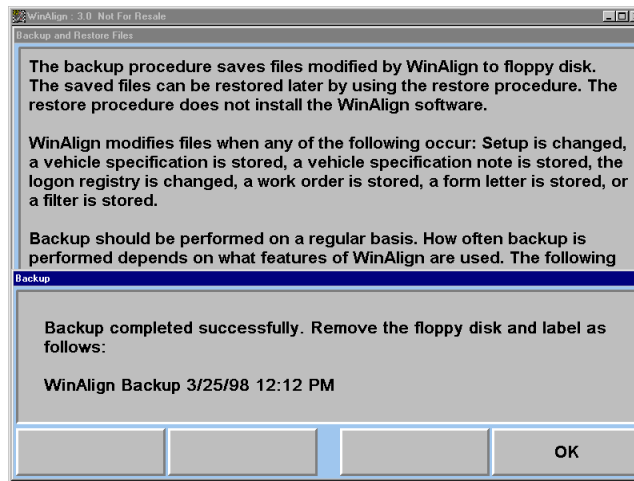 WinAlign : 3.0 Not For Resale
Backup and Restore Files
The backup procedure saves files modified by WinAlign to floppy disk.
The saved files can be restored later by using the restore procedure. The
restore procedure does not install the WinAlign software.
WinAlign modifies files when any of the following occur: Setup is changed,
a vehicle specification is stored, a vehicle specification note is stored, the
logon registry is changed, a work order is stored, a form letter is stored, or
a filter is stored.
Backup should be performed on a regular basis. How often backup is
performed depends on what features of WinAlign are used. The following
Backup
Backup completed successfully. Remove the floppy disk and label as
follows:
WinAlign Backup 3/25/98 12:12 PM
OK